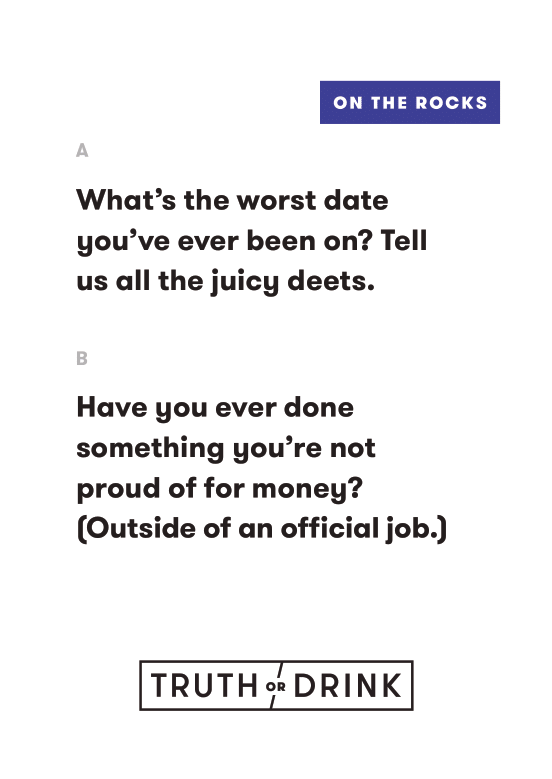 ON THE ROCKS
A
What’s the worst date
you’ve ever been on? Tell
us all the juicy deets.
B
Have you ever done
something you’re not
proud of for money?
(Outside of an official job.)
TRUTH OR DRINK